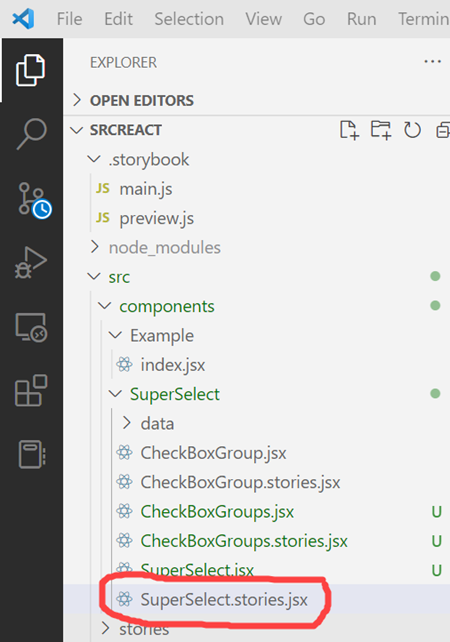 File Edit Selection View Go Run Termin
EXPLORER
OPEN EDITORS
SRCREACT
.storybook
JS main.js
JS preview.js
node_modules
src
components
Example
index.jsx
SuperSelect
data
CheckBoxGroup.jsx
CheckBoxGroup.stories.jsx
CheckBoxGroups.jsx U
CheckBoxGroups.stories.jsx U
SuperSelect.jsx U
SuperSelect.stories.jsx
stories